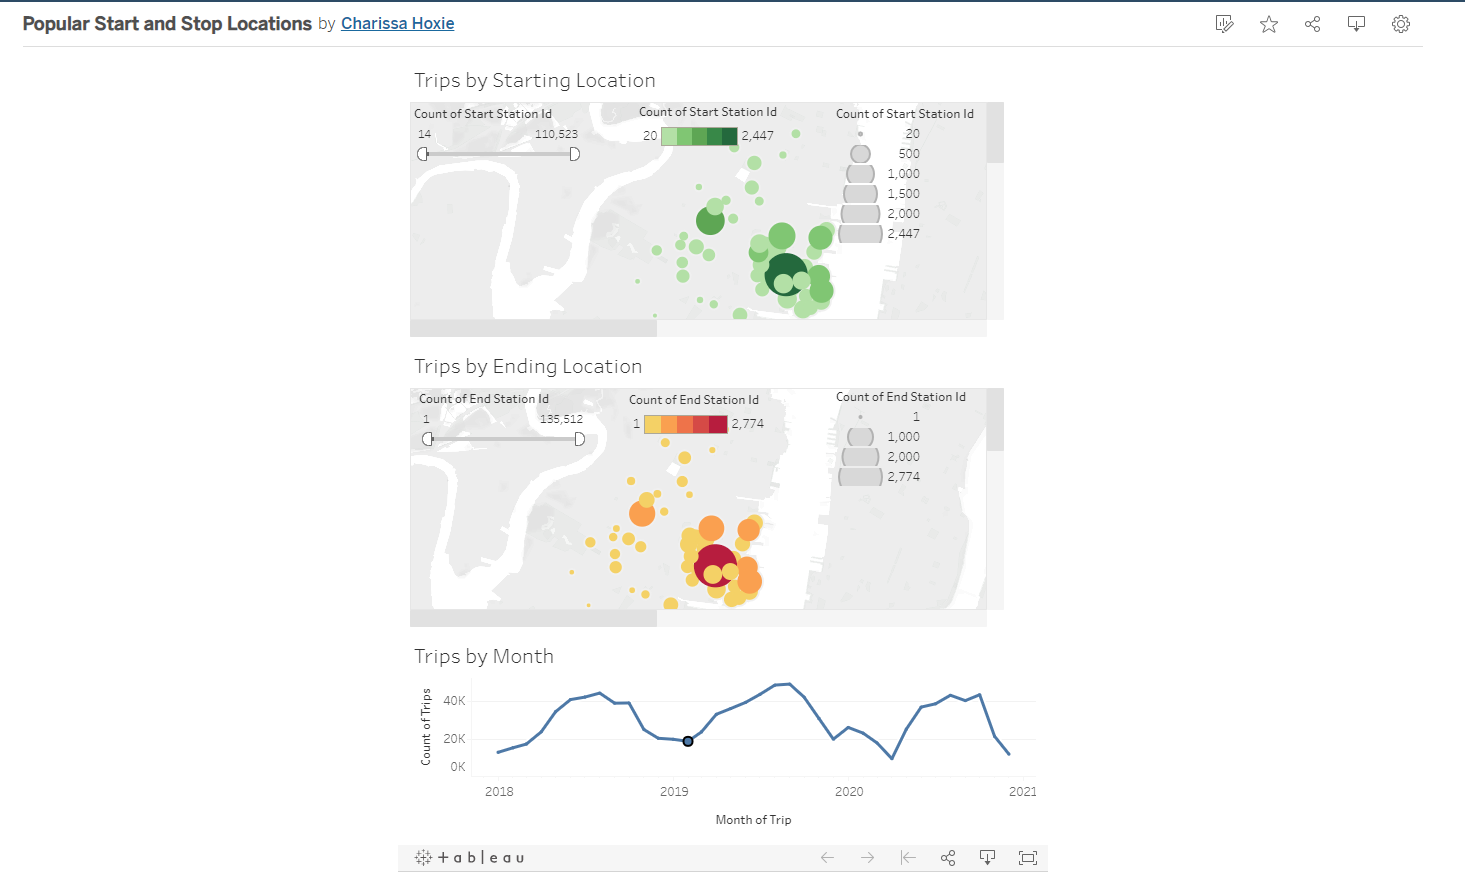 Popular Start and Stop Locations by Charissa Hoxie
Trips by Starting Location
Count of Start Station Id
14 110,523
Count of Start Station Id
20 2,447
Count of Start Station Id
20
500
1,000
1,500
2,000
2,447
Trips by Ending Location
Count of End Station Id
1 135,512
Count of End Station Id
1 2,774
Count of End Station Id
1
1,000
2,000
2,774
Trips by Month
Count of Trips
40K
20K
0K
2018 2019 2020 2021
Month of Trip
+ a b | e a u